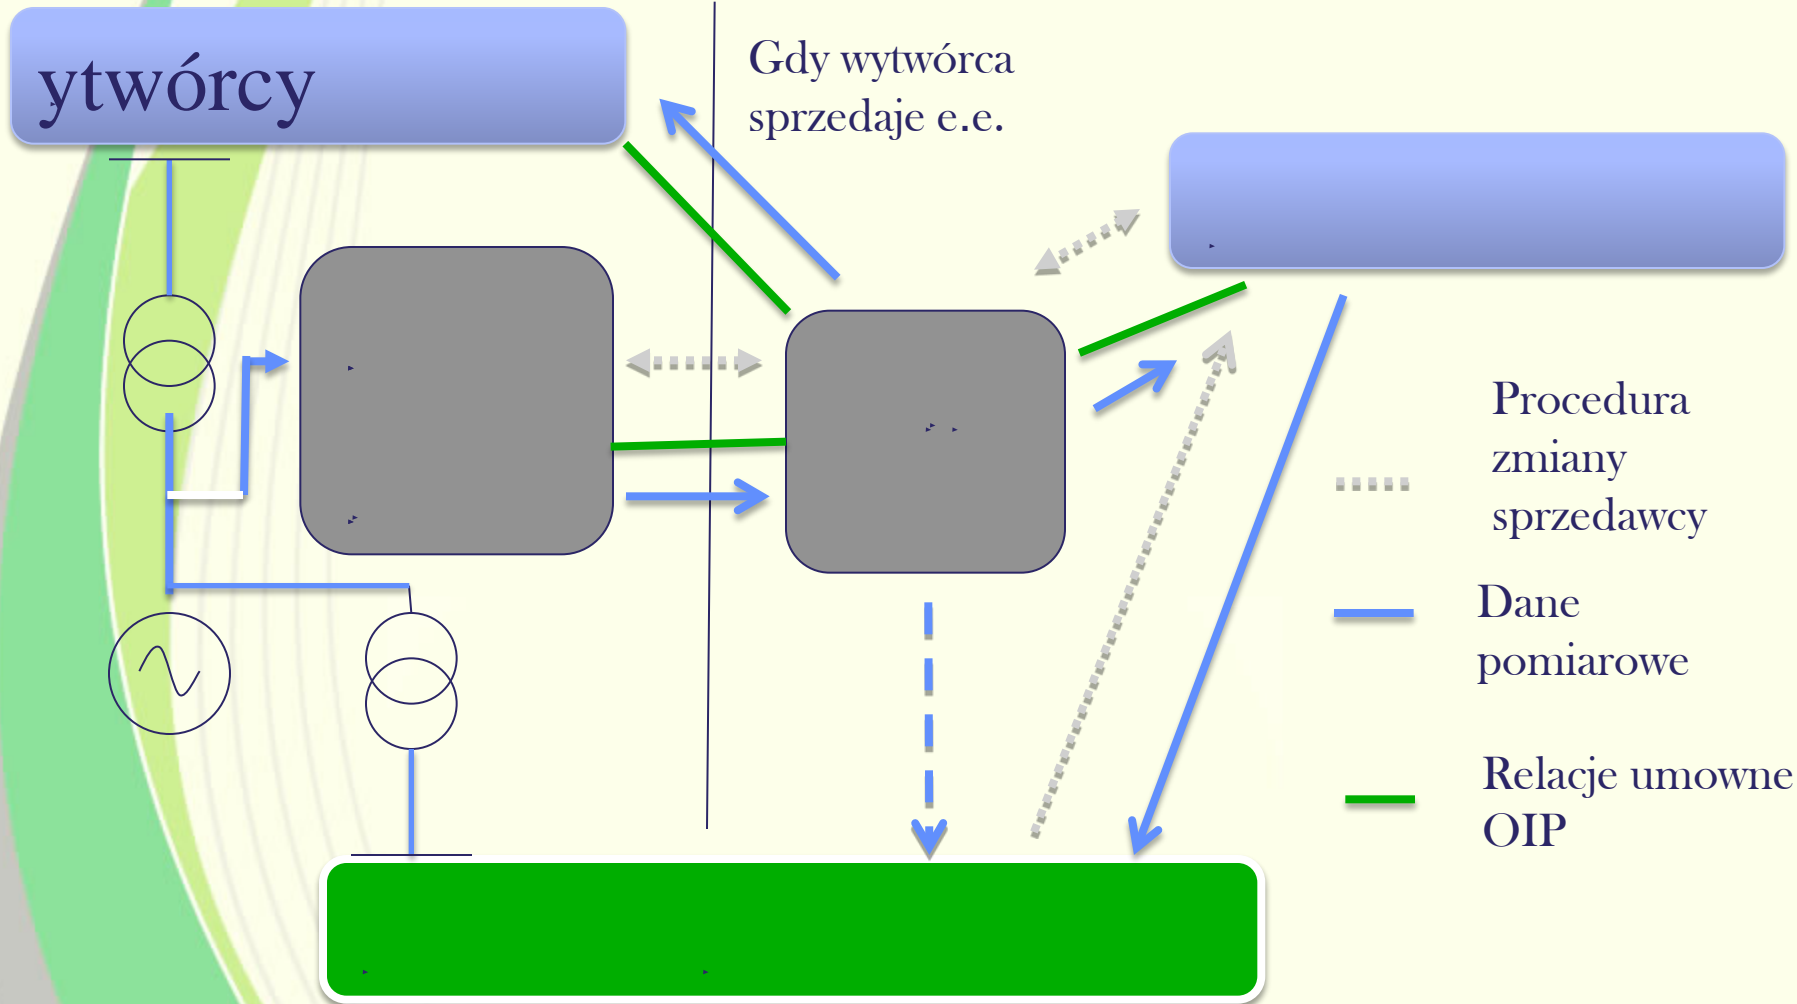 ytwórcy
Gdy wytwórca
sprzedaje e.e.
Procedura
zmiany
sprzedawcy
Dane
pomiarowe
Relacje umowne
OIP